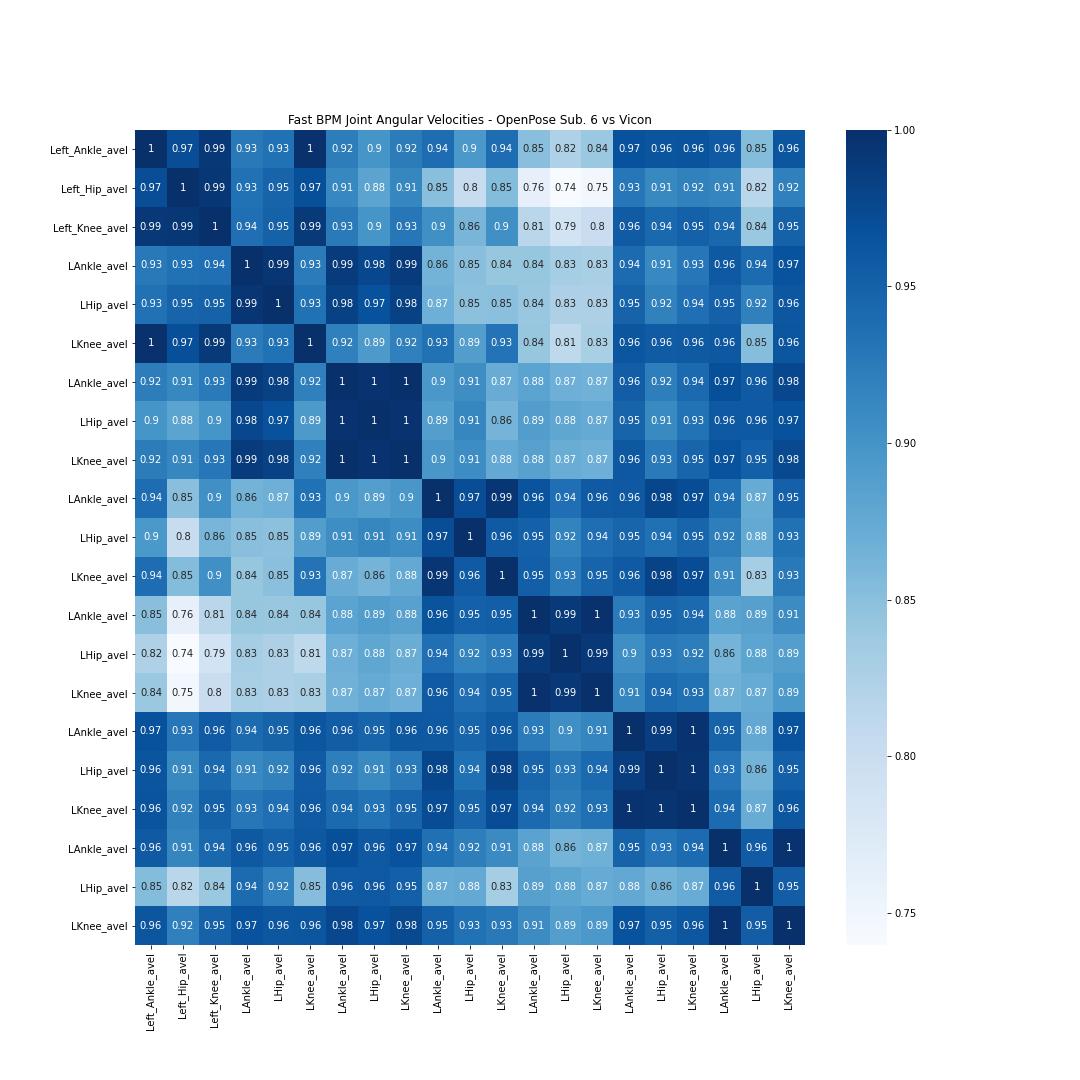 Fast BPM Joint Angular Velocities - OpenPose Sub. 6 vs Vicon
Left_Ankle_avel 1 0.97 0.99 0.93 0.93 1 0.92 0.9 0.92 0.94 0.9 0.94 0.85 0.82 0.84 0.97 0.96 0.96 0.96 0.85 0.96
Left_Hip_avel 0.97 1 0.99 0.93 0.95 0.97 0.91 0.88 0.91 0.85 0.8 0.85 0.76 0.74 0.75 0.93 0.91 0.92 0.91 0.82 0.92
Left_Knee_avel 0.99 0.99 1 0.94 0.95 0.99 0.93 0.9 0.93 0.9 0.86 0.9 0.81 0.79 0.8 0.96 0.94 0.95 0.94 0.84 0.95
LAnkle_avel 0.93 0.93 0.94 1 0.99 0.93 0.99 0.98 0.99 0.86 0.85 0.84 0.84 0.83 0.83 0.94 0.91 0.93 0.96 0.94 0.97
LHip_avel 0.93 0.95 0.95 0.99 1 0.93 0.98 0.97 0.98 0.87 0.85 0.85 0.84 0.83 0.83 0.95 0.92 0.94 0.95 0.92 0.96
LKnee_avel 1 0.97 0.99 0.93 0.93 1 0.92 0.89 0.92 0.93 0.89 0.93 0.84 0.81 0.83 0.96 0.96 0.96 0.96 0.85 0.96
LAnkle_avel 0.92 0.91 0.93 0.99 0.98 0.92 1 1 1 0.9 0.91 0.87 0.88 0.87 0.87 0.96 0.92 0.94 0.97 0.96 0.98
LHip_avel 0.9 0.88 0.9 0.98 0.97 0.89 1 1 1 0.89 0.91 0.86 0.89 0.88 0.87 0.95 0.91 0.93 0.96 0.96 0.97
LKnee_avel 0.92 0.91 0.93 0.99 0.98 0.92 1 1 1 0.9 0.91 0.88 0.88 0.87 0.87 0.96 0.93 0.95 0.97 0.95 0.98
LAnkle_avel 0.94 0.85 0.9 0.86 0.87 0.93 0.9 0.89 0.9 1 0.97 0.99 0.96 0.94 0.96 0.96 0.98 0.97 0.94 0.87 0.95
LHip_avel 0.9 0.8 0.86 0.85 0.85 0.89 0.91 0.91 0.91 0.97 1 0.96 0.95 0.92 0.94 0.95 0.94 0.95 0.92 0.88 0.93
LKnee_avel 0.94 0.85 0.9 0.84 0.85 0.93 0.87 0.86 0.88 0.99 0.96 1 0.95 0.93 0.95 0.96 0.98 0.97 0.91 0.83 0.93
LAnkle_avel 0.85 0.76 0.81 0.84 0.84 0.84 0.88 0.89 0.88 0.96 0.95 0.95 1 0.99 1 0.93 0.95 0.94 0.88 0.89 0.91
LHip_avel 0.82 0.74 0.79 0.83 0.83 0.81 0.87 0.88 0.87 0.94 0.92 0.93 0.99 1 0.99 0.9 0.93 0.92 0.86 0.88 0.89
LKnee_avel 0.84 0.75 0.8 0.83 0.83 0.83 0.87 0.87 0.87 0.96 0.94 0.95 1 0.99 1 0.91 0.94 0.93 0.87 0.87 0.89
LAnkle_avel 0.97 0.93 0.96 0.94 0.95 0.96 0.96 0.95 0.96 0.96 0.95 0.96 0.93 0.9 0.91 1 0.99 1 0.95 0.88 0.97
LHip_avel 0.96 0.91 0.94 0.91 0.92 0.96 0.92 0.91 0.93 0.98 0.94 0.98 0.95 0.93 0.94 0.99 1 1 0.93 0.86 0.95
LKnee_avel 0.96 0.92 0.95 0.93 0.94 0.96 0.94 0.93 0.95 0.97 0.95 0.97 0.94 0.92 0.93 1 1 1 0.94 0.87 0.96
LAnkle_avel 0.96 0.91 0.94 0.96 0.95 0.96 0.97 0.96 0.97 0.94 0.92 0.91 0.88 0.86 0.87 0.95 0.93 0.94 1 0.96 1
LHip_avel 0.85 0.82 0.84 0.94 0.92 0.85 0.96 0.96 0.95 0.87 0.88 0.83 0.89 0.88 0.87 0.88 0.86 0.87 0.96 1 0.95
LKnee_avel 0.96 0.92 0.95 0.97 0.96 0.96 0.98 0.97 0.98 0.95 0.93 0.93 0.91 0.89 0.89 0.97 0.95 0.96 1 0.95 1
Left_Ankle_avel
Left_Hip_avel
Left_Knee_avel
LAnkle_avel
LHip_avel
LKnee_avel
LAnkle_avel
LHip_avel
LKnee_avel
LAnkle_avel
LHip_avel
LKnee_avel
LAnkle_avel
LHip_avel
LKnee_avel
LAnkle_avel
LHip_avel
LKnee_avel
LAnkle_avel
LHip_avel
LKnee_avel
1.00
0.95
0.90
0.85
0.80
0.75